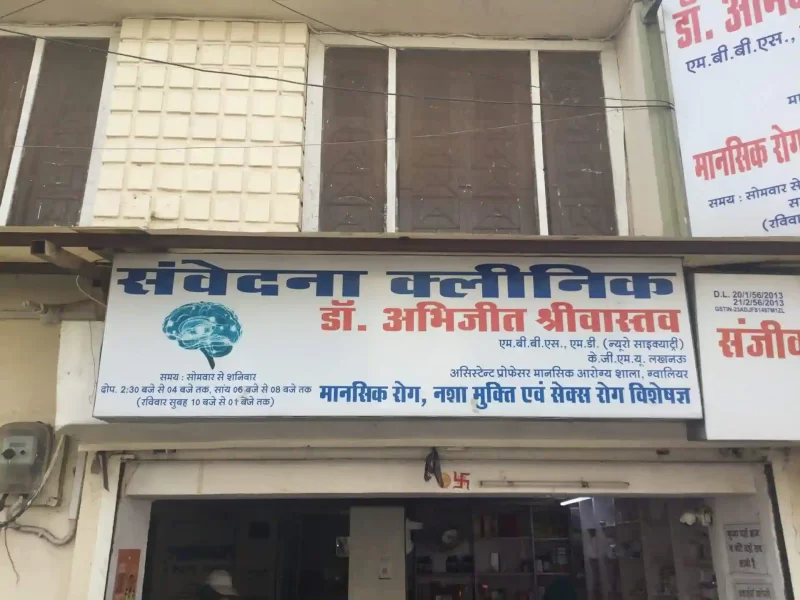 संवेदना क्लीनिक
डॉ. अभिजीत श्रीवास्तव
एम.बी.बी.एस., एम.डी. (न्यूरो साइक्याट्री)
के.जी.एम.यू. लखनऊ
असिस्टेन्ट प्रोफेसर मानसिक आरोग्य शाला, ग्वालियर
समय : सोमवार से शनिवार
दोप. 2:30 बजे से 04 बजे तक, सांय 06 बजे से 08 बजे तक
(रविवार सुबह 10 बजे से 01 बजे तक)
मानसिक रोग, नशा मुक्ति एवं सेक्स रोग विशेषज्ञ
डॉ.
एम.बी.बी.एस.,
मानसिक रोग
समय : सोमवार से
D.L. 20/1/56/2013
21/2/56/2013